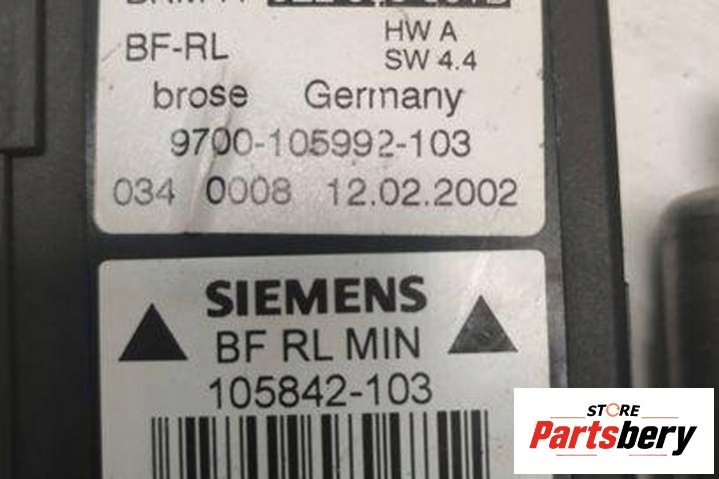 BF-RL
HW A
SW 4.4
brose Germany
9700-105992-103
034 0008 12.02.2002
SIEMENS
BF RL MIN
105842-103
STORE
Partsbery